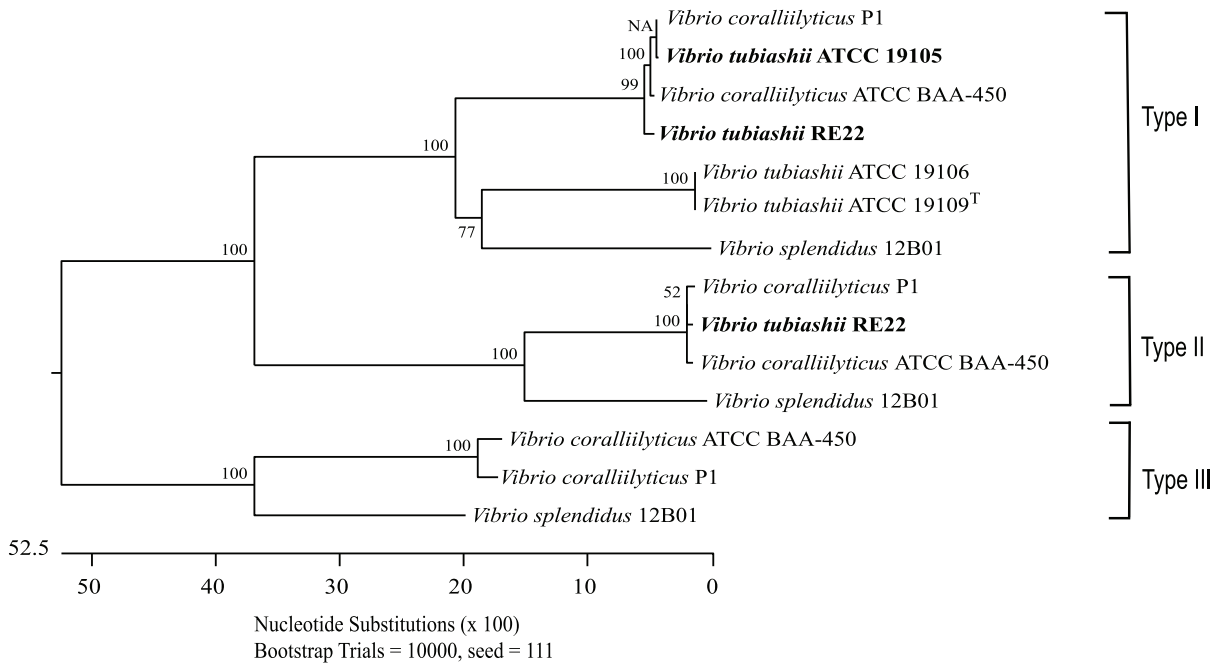 NA
Vibrio coralliilyticus P1
100
Vibrio tubiashii ATCC 19105
99
Vibrio coralliilyticus ATCC BAA-450
Vibrio tubiashii RE22
Type I
100
100
Vibrio tubiashii ATCC 19106
Vibrio tubiashii ATCC 19109T
77
Vibrio splendidus 12B01
100
52
Vibrio coralliilyticus P1
100
Vibrio tubiashii RE22
100
Vibrio coralliilyticus ATCC BAA-450
Type II
Vibrio splendidus 12B01
100
Vibrio coralliilyticus ATCC BAA-450
100
Vibrio coralliilyticus P1
Type III
Vibrio splendidus 12B01
52.5
50 40 30 20 10 0
Nucleotide Substitutions (x 100)
Bootstrap Trials = 10000, seed = 111